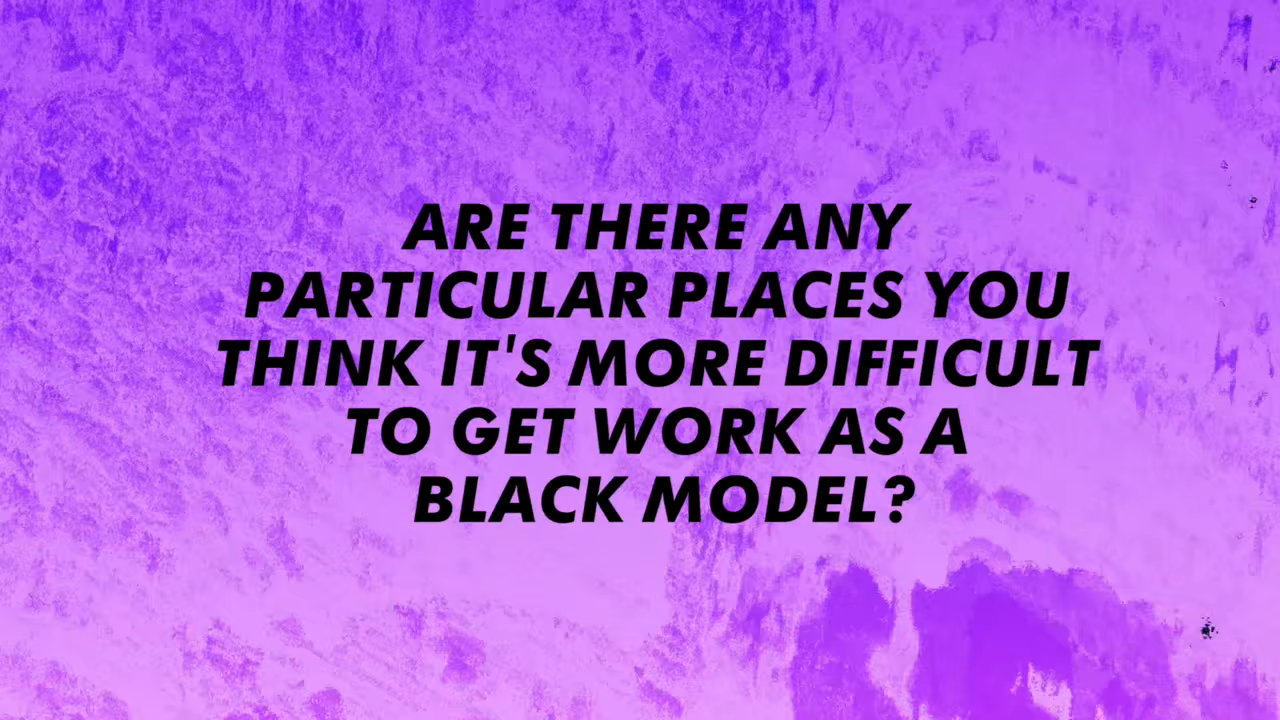 ARE THERE ANY
PARTICULAR PLACES YOU
THINK IT'S MORE DIFFICULT
TO GET WORK AS A
BLACK MODEL?